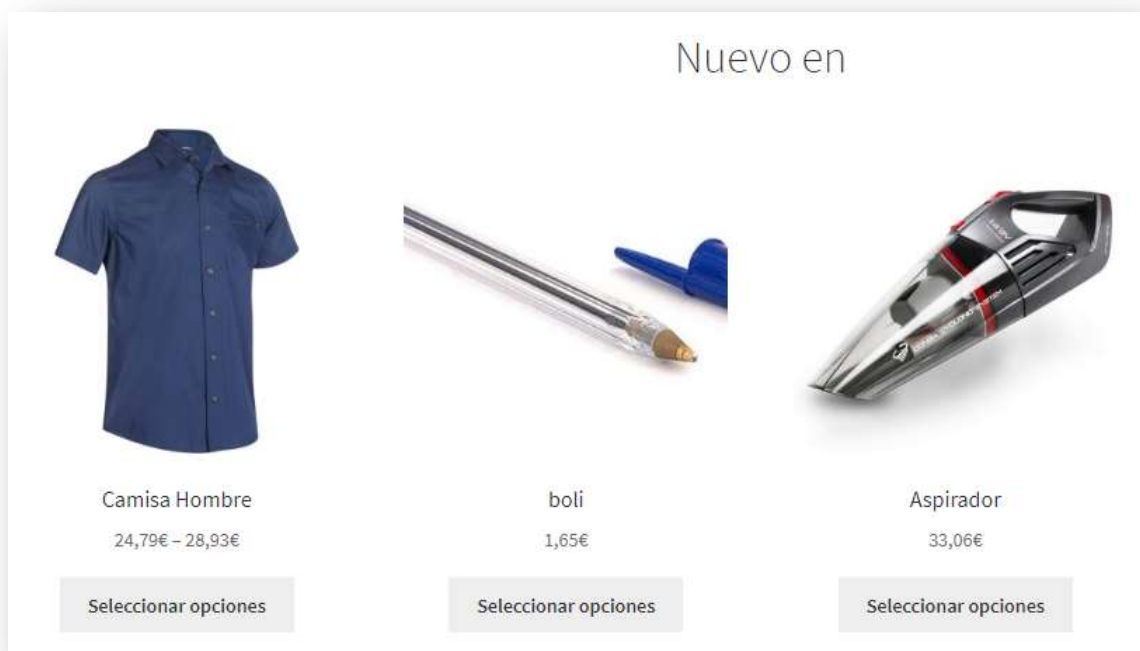 Nuevo en
Camisa Hombre
24,79€ – 28,93€
Seleccionar opciones
boli
1,65€
Seleccionar opciones
Aspirador
33,06€
Seleccionar opciones